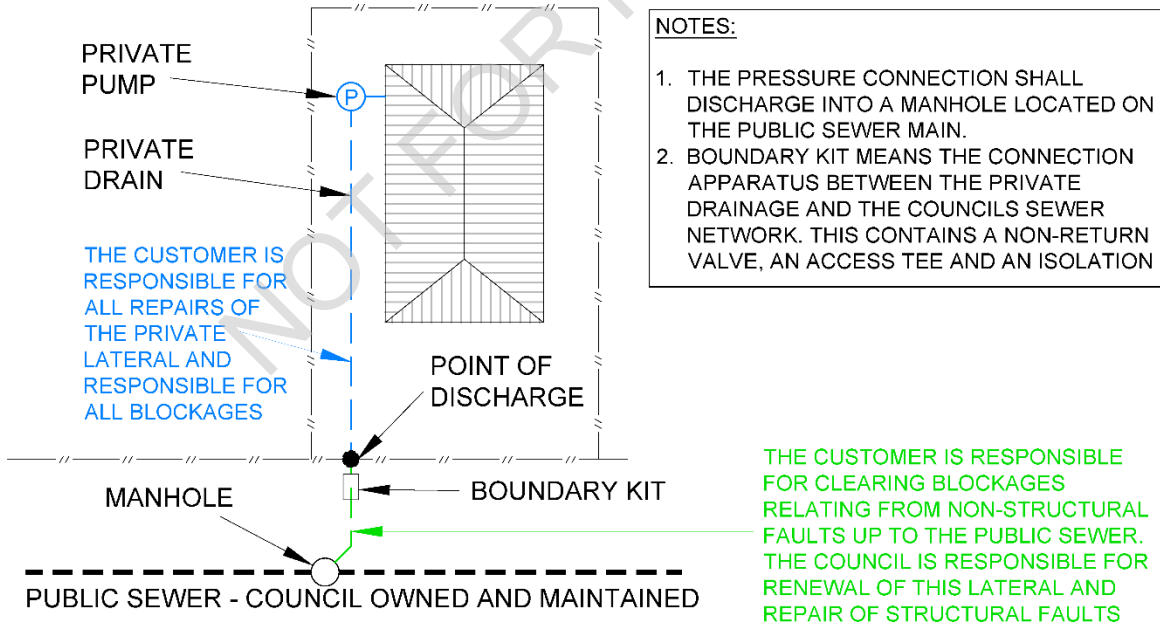 PRIVATE
PUMP
P
PRIVATE
DRAIN
THE CUSTOMER IS
RESPONSIBLE FOR
ALL REPAIRS OF
THE PRIVATE
LATERAL AND
RESPONSIBLE FOR
ALL BLOCKAGES
NOT FOR
NOTES:
1. THE PRESSURE CONNECTION SHALL
DISCHARGE INTO A MANHOLE LOCATED ON
THE PUBLIC SEWER MAIN.
2. BOUNDARY KIT MEANS THE CONNECTION
APPARATUS BETWEEN THE PRIVATE
DRAINAGE AND THE COUNCILS SEWER
NETWORK. THIS CONTAINS A NON-RETURN
VALVE, AN ACCESS TEE AND AN ISOLATION
POINT OF
DISCHARGE
MANHOLE
BOUNDARY KIT
THE CUSTOMER IS RESPONSIBLE
FOR CLEARING BLOCKAGES
RELATING FROM NON-STRUCTURAL
FAULTS UP TO THE PUBLIC SEWER.
THE COUNCIL IS RESPONSIBLE FOR
RENEWAL OF THIS LATERAL AND
REPAIR OF STRUCTURAL FAULTS
PUBLIC SEWER - COUNCIL OWNED AND MAINTAINED